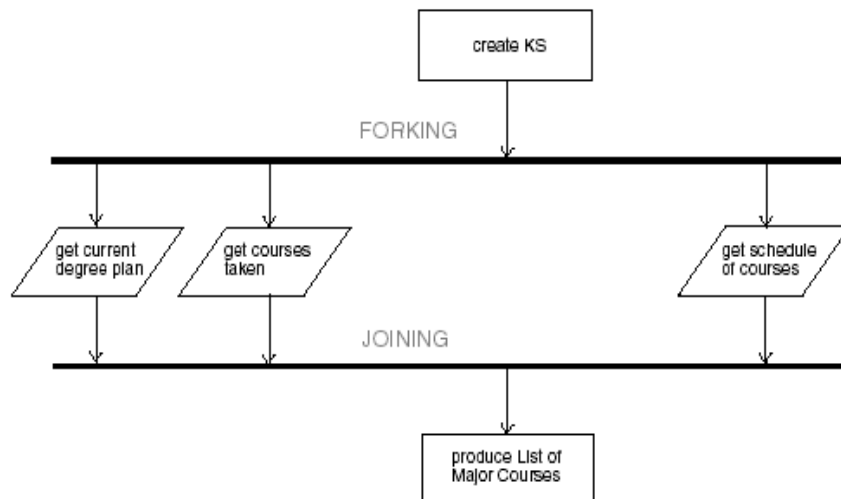 create KS
FORKING
get current
degree plan
get courses
taken
get schedule
of courses
JOINING
produce List of
Major Courses